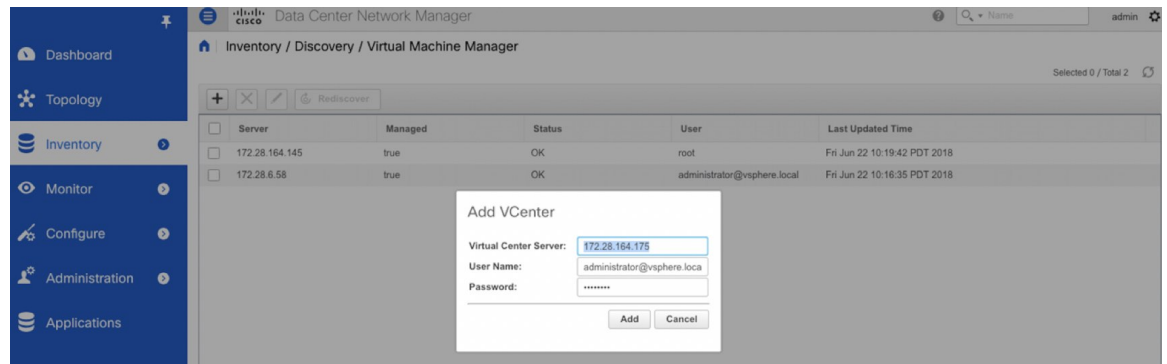 cisco Data Center Network Manager
Name
admin
Dashboard
Topology
Inventory
Monitor
Configure
Administration
Applications
Inventory / Discovery / Virtual Machine Manager
Selected 0 / Total 2
Rediscover
Server Managed Status User Last Updated Time
172.28.164.145 true OK root Fri Jun 22 10:19:42 PDT 2018
172.28.6.58 true OK administrator@vsphere.local Fri Jun 22 10:16:35 PDT 2018
Add VCenter
Virtual Center Server: 172.28.164.175
User Name: administrator@vsphere.loca
Password: ••••••••
Add Cancel